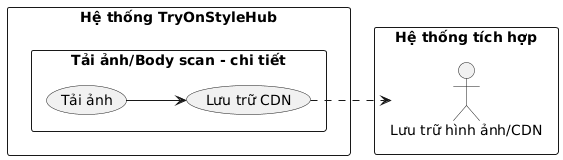 Hệ thống TryOnStyleHub
Tải ảnh/Body scan - chi tiết
Tải ảnh
Lưu trữ CDN
Hệ thống tích hợp
Lưu trữ hình ảnh/CDN